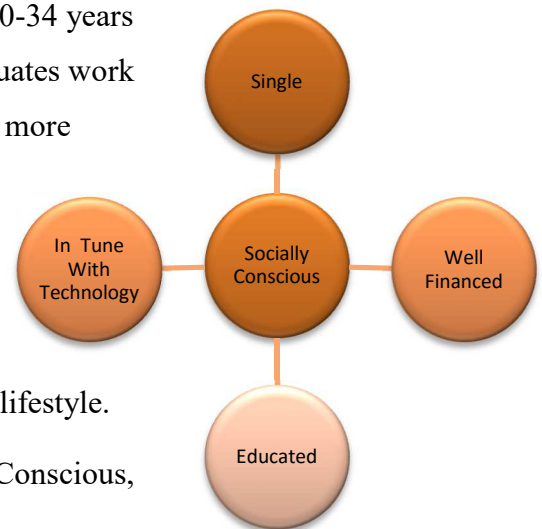 0-34 years
uates work
more
Single
In Tune
With
Technology
Socially
Conscious
Well
Financed
lifestyle.
Educated
Conscious,